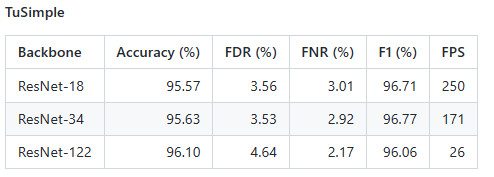 TuSimple
Backbone Accuracy (%) FDR (%) FNR (%) F1 (%) FPS
ResNet-18 95.57 3.56 3.01 96.71 250
ResNet-34 95.63 3.53 2.92 96.77 171
ResNet-122 96.10 4.64 2.17 96.06 26